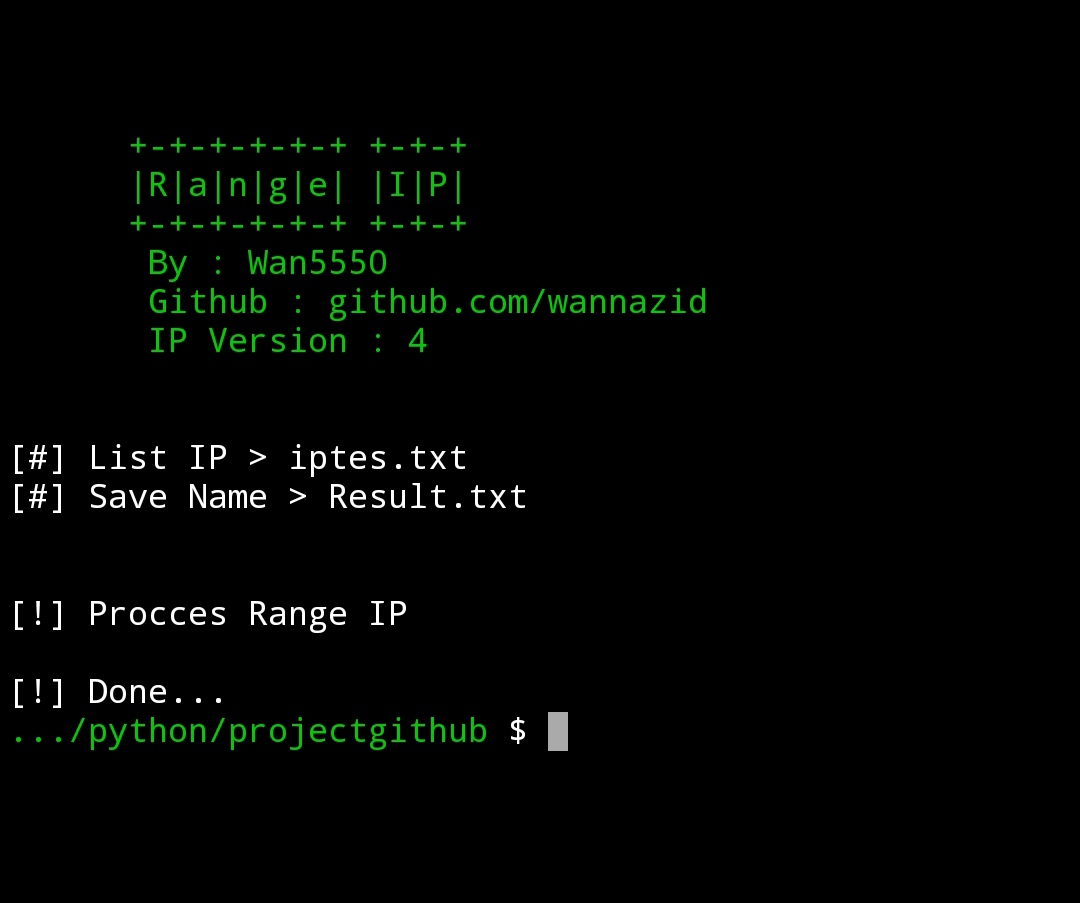 +-+-+-+-+-+ +-+-+
|R|a|n|g|e| |I|P|
+-+-+-+-+-+ +-+-+
By : Wan555O
Github : github.com/wannazid
IP Version : 4
[#] List IP > iptes.txt
[#] Save Name > Result.txt
[!] Procces Range IP
[!] Done...
.../python/projectgithub $